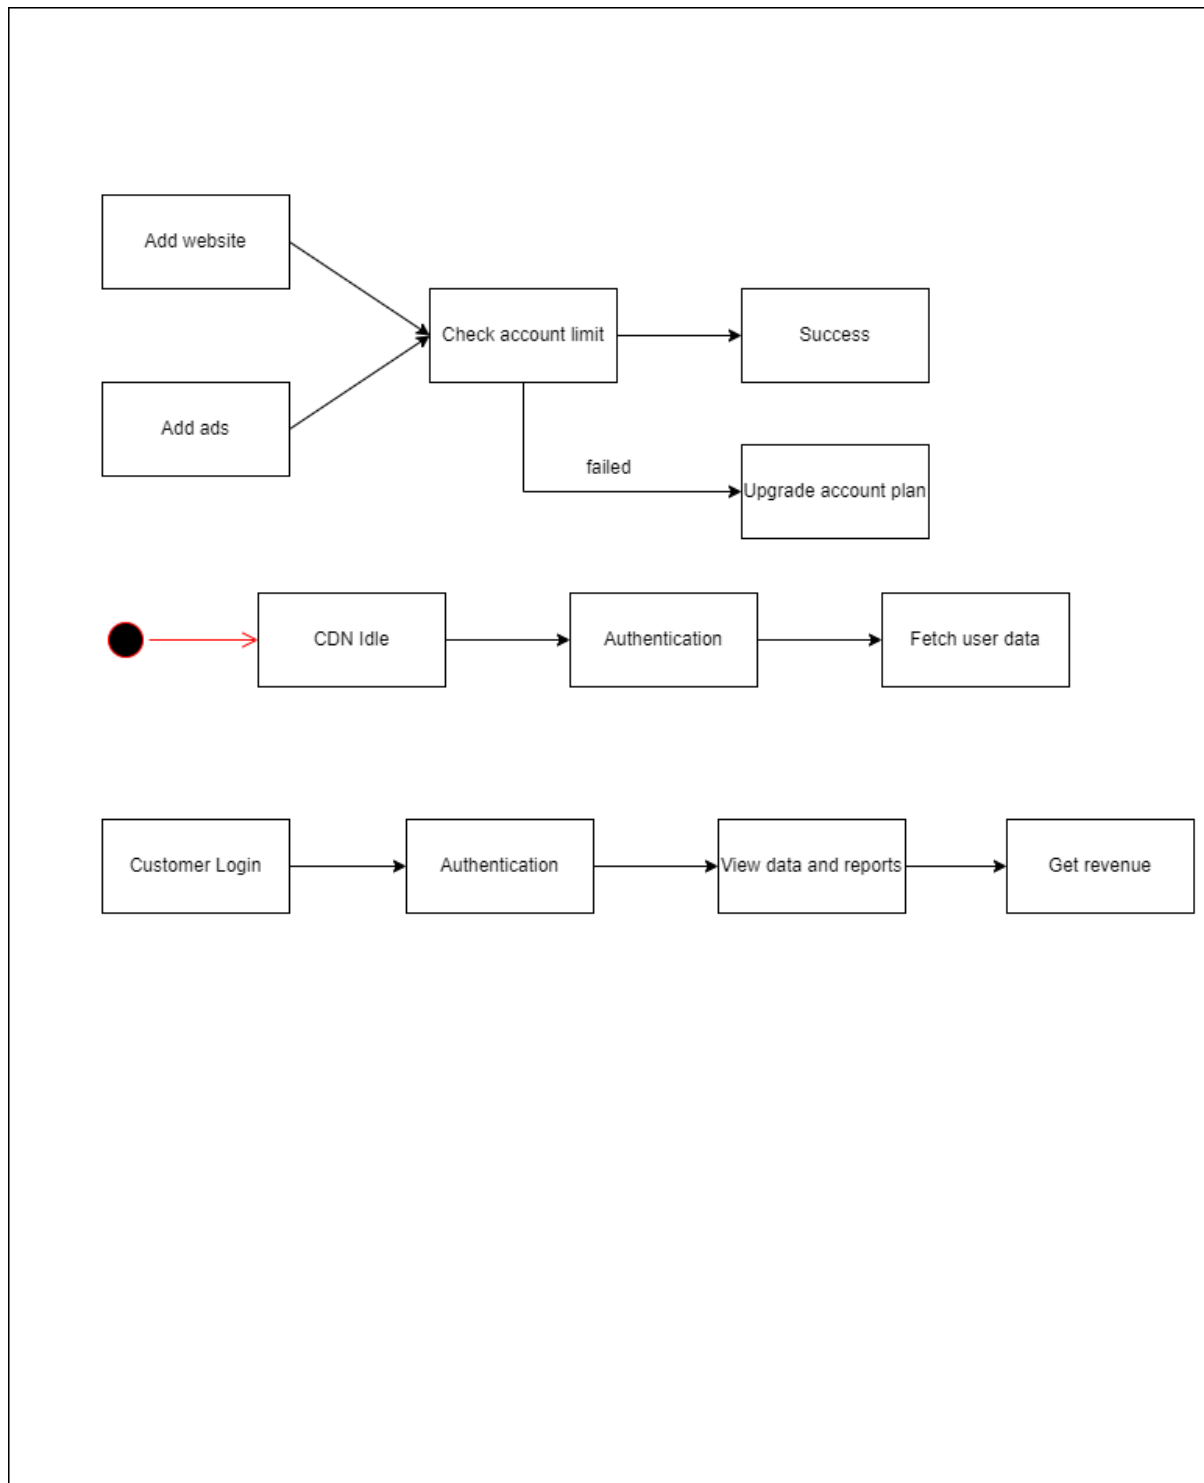 Add website
Check account limit
Success
Add ads
failed
Upgrade account plan
CDN Idle
Authentication
Fetch user data
Customer Login
Authentication
View data and reports
Get revenue